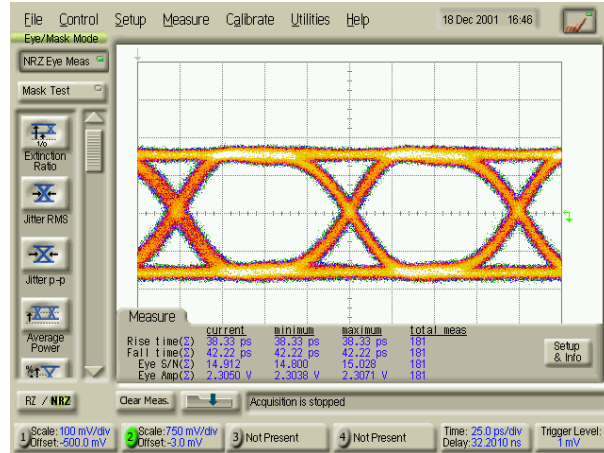 File Control Setup Measure Calibrate Utilities Help 18 Dec 2001 16:46
Eye/Mask Mode
NRZ Eye Meas
Mask Test
1/0
Extinction
Ratio
Jitter RMS
Jitter p-p
Average
Power
Measure
current minimum maximum total meas
Rise time(Σ) 38.33 ps 38.33 ps 38.33 ps 181
Fall time(Σ) 42.22 ps 42.22 ps 42.22 ps 181
Eye S/N(Σ) 14.912 14.800 15.028 181
Eye Amp(Σ) 2.3050 V 2.3038 V 2.3071 V 181
Setup
& Info
RZ / NRZ
Clear Meas. Acquisition is stopped
1 Scale: 100 mV/div
Offset:-500.0 mV
2 Scale:750 mV/div
Offset:-3.0 mV
3 Not Present
4 Not Present
Time: 25.0 ps/div
Delay:32.2010 ns
Trigger Level:
1 mV